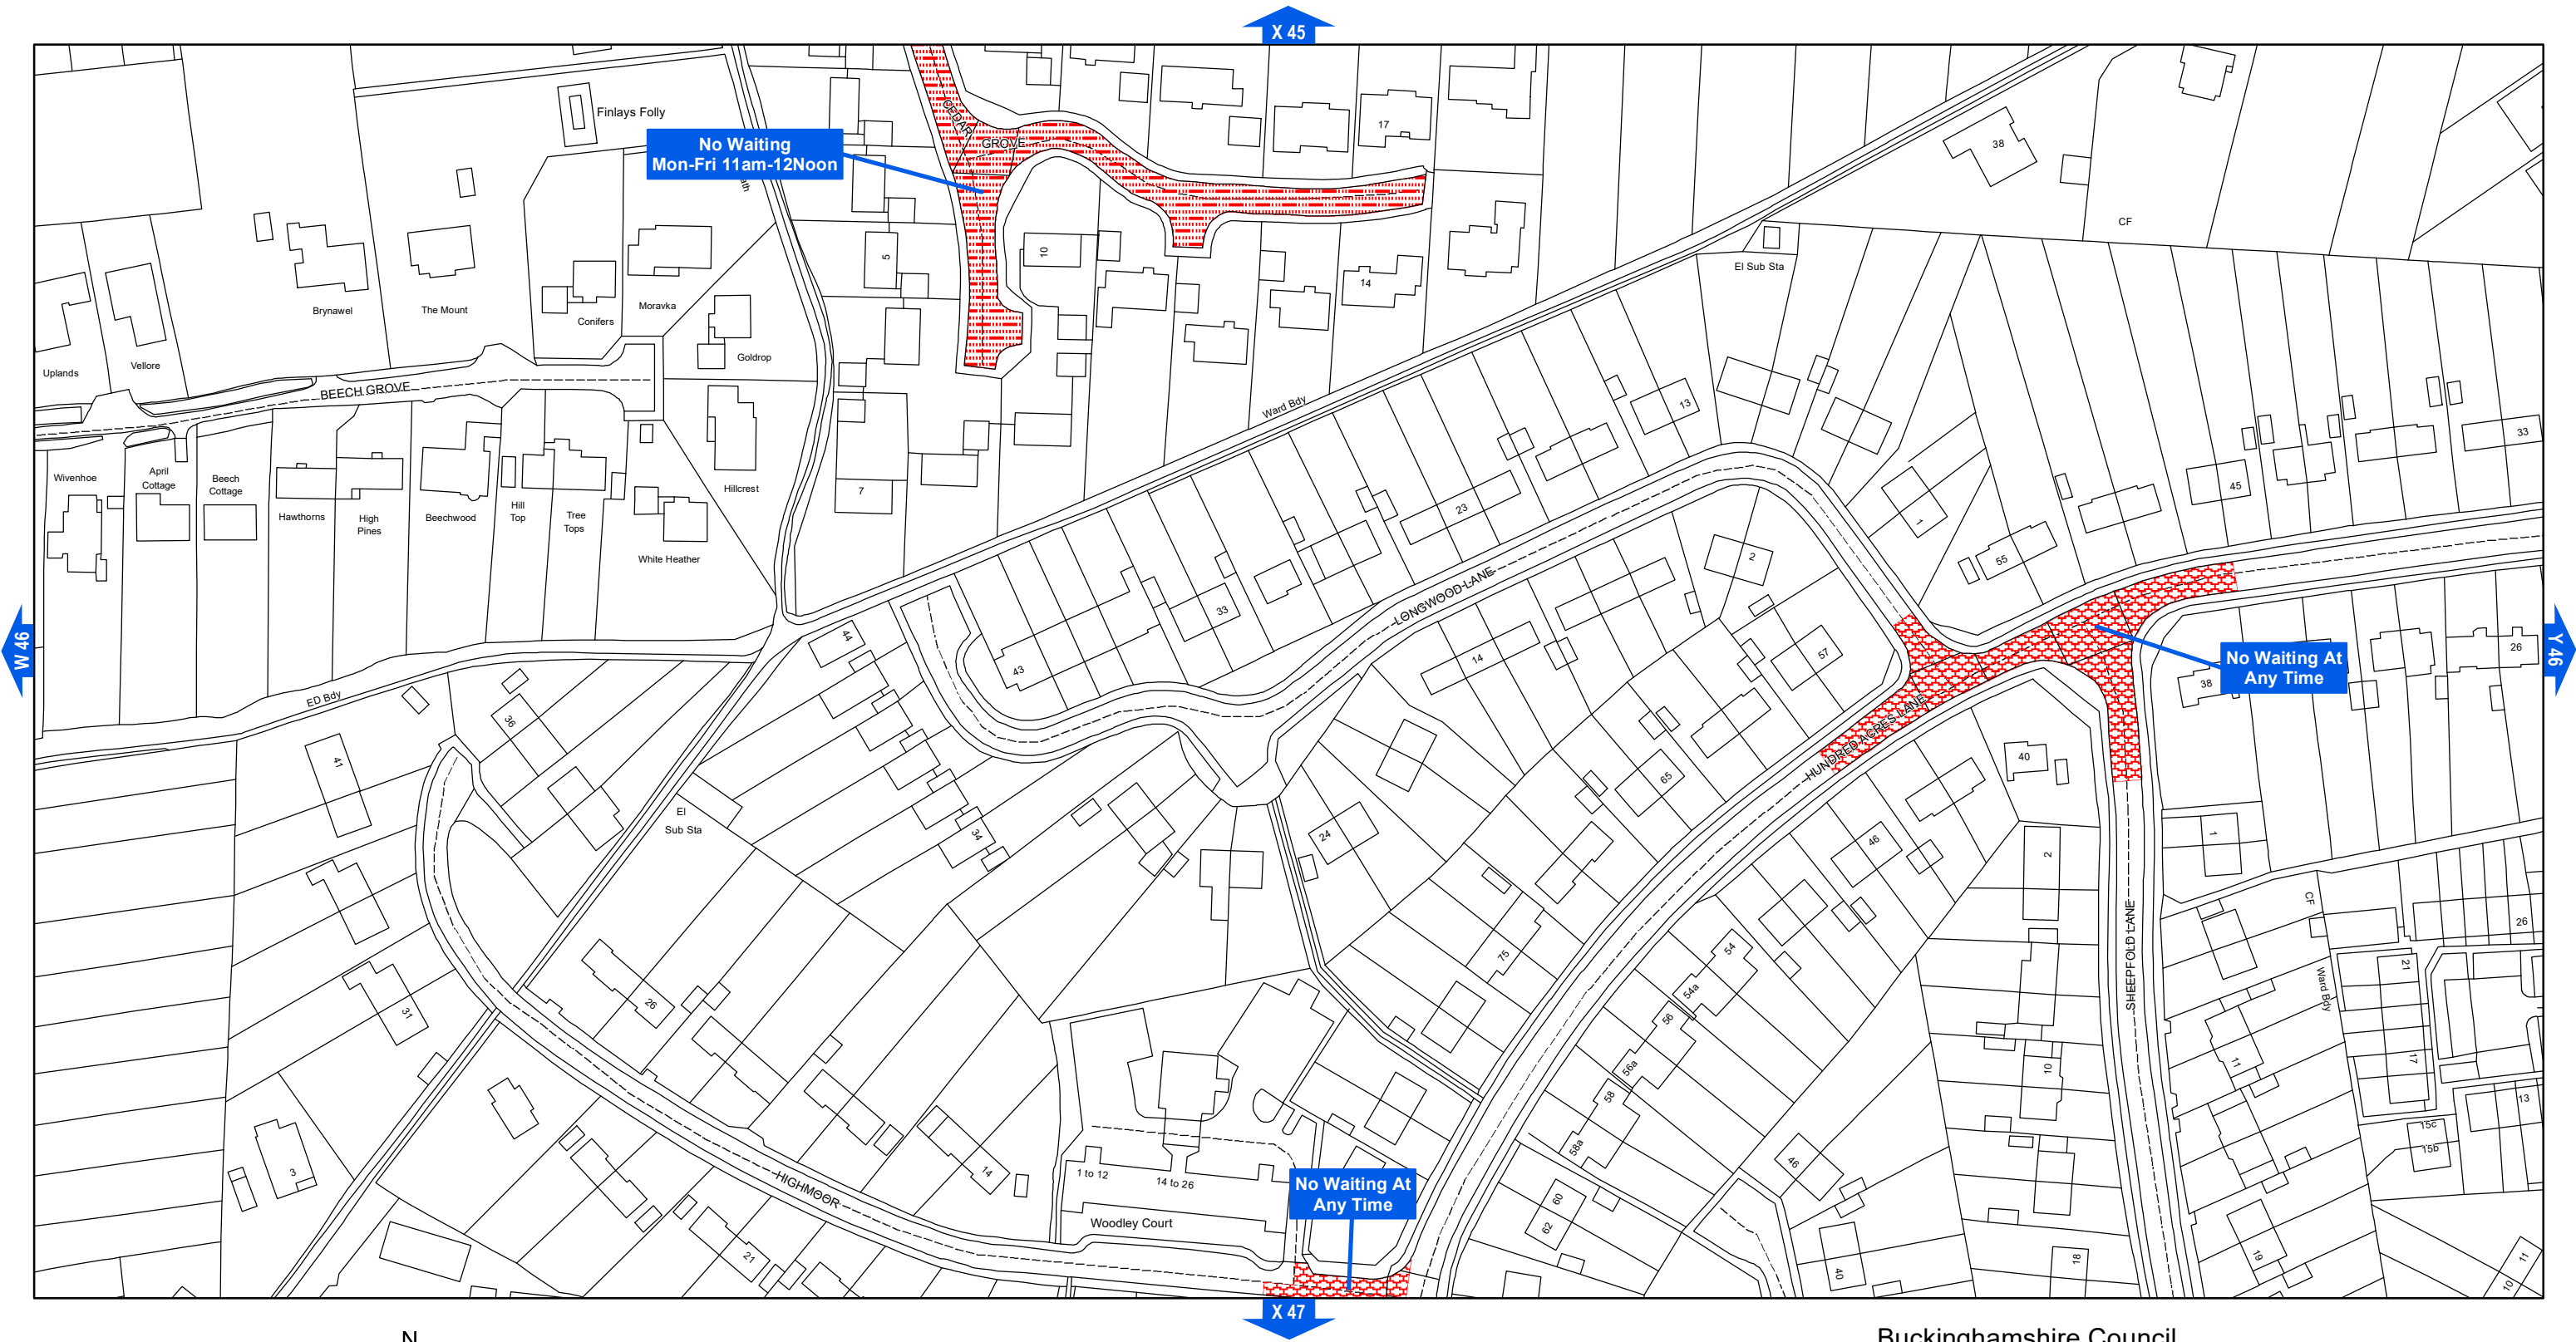 X 45
Finlays Folly
No Waiting
Mon-Fri 11am-12Noon
CEDAR
GROVE
17
38
CF
El Sub Sta
5
10
14
Brynawel
The Mount
Conifers
Moravka
Goldrop
Uplands
Vellore
BEECH GROVE
Ward Bdy
13
33
Wivenhoe
April
Cottage
Beech
Cottage
Hawthorns
High
Pines
Beechwood
Hill
Top
Tree
Tops
White Heather
Hillcrest
7
23
45
1
2
55
LONGWOOD LANE
33
44
43
14
57
W 46
Y 46
No Waiting At
Any Time
38
26
ED Bdy
36
41
HUNDRED ACRES LANE
40
65
El
Sub Sta
34
24
46
2
1
CF
26
SHEEPFOLD LANE
54
75
54a
21
Ward Bdy
26
31
56
56a
11
17
10
58
13
58a
15c
15b
3
14
1 to 12
14 to 26
46
HIGHMOOR
No Waiting At
Any Time
60
62
Woodley Court
21
40
18
19
11
10
X 47
N
Buckinghamshire Council